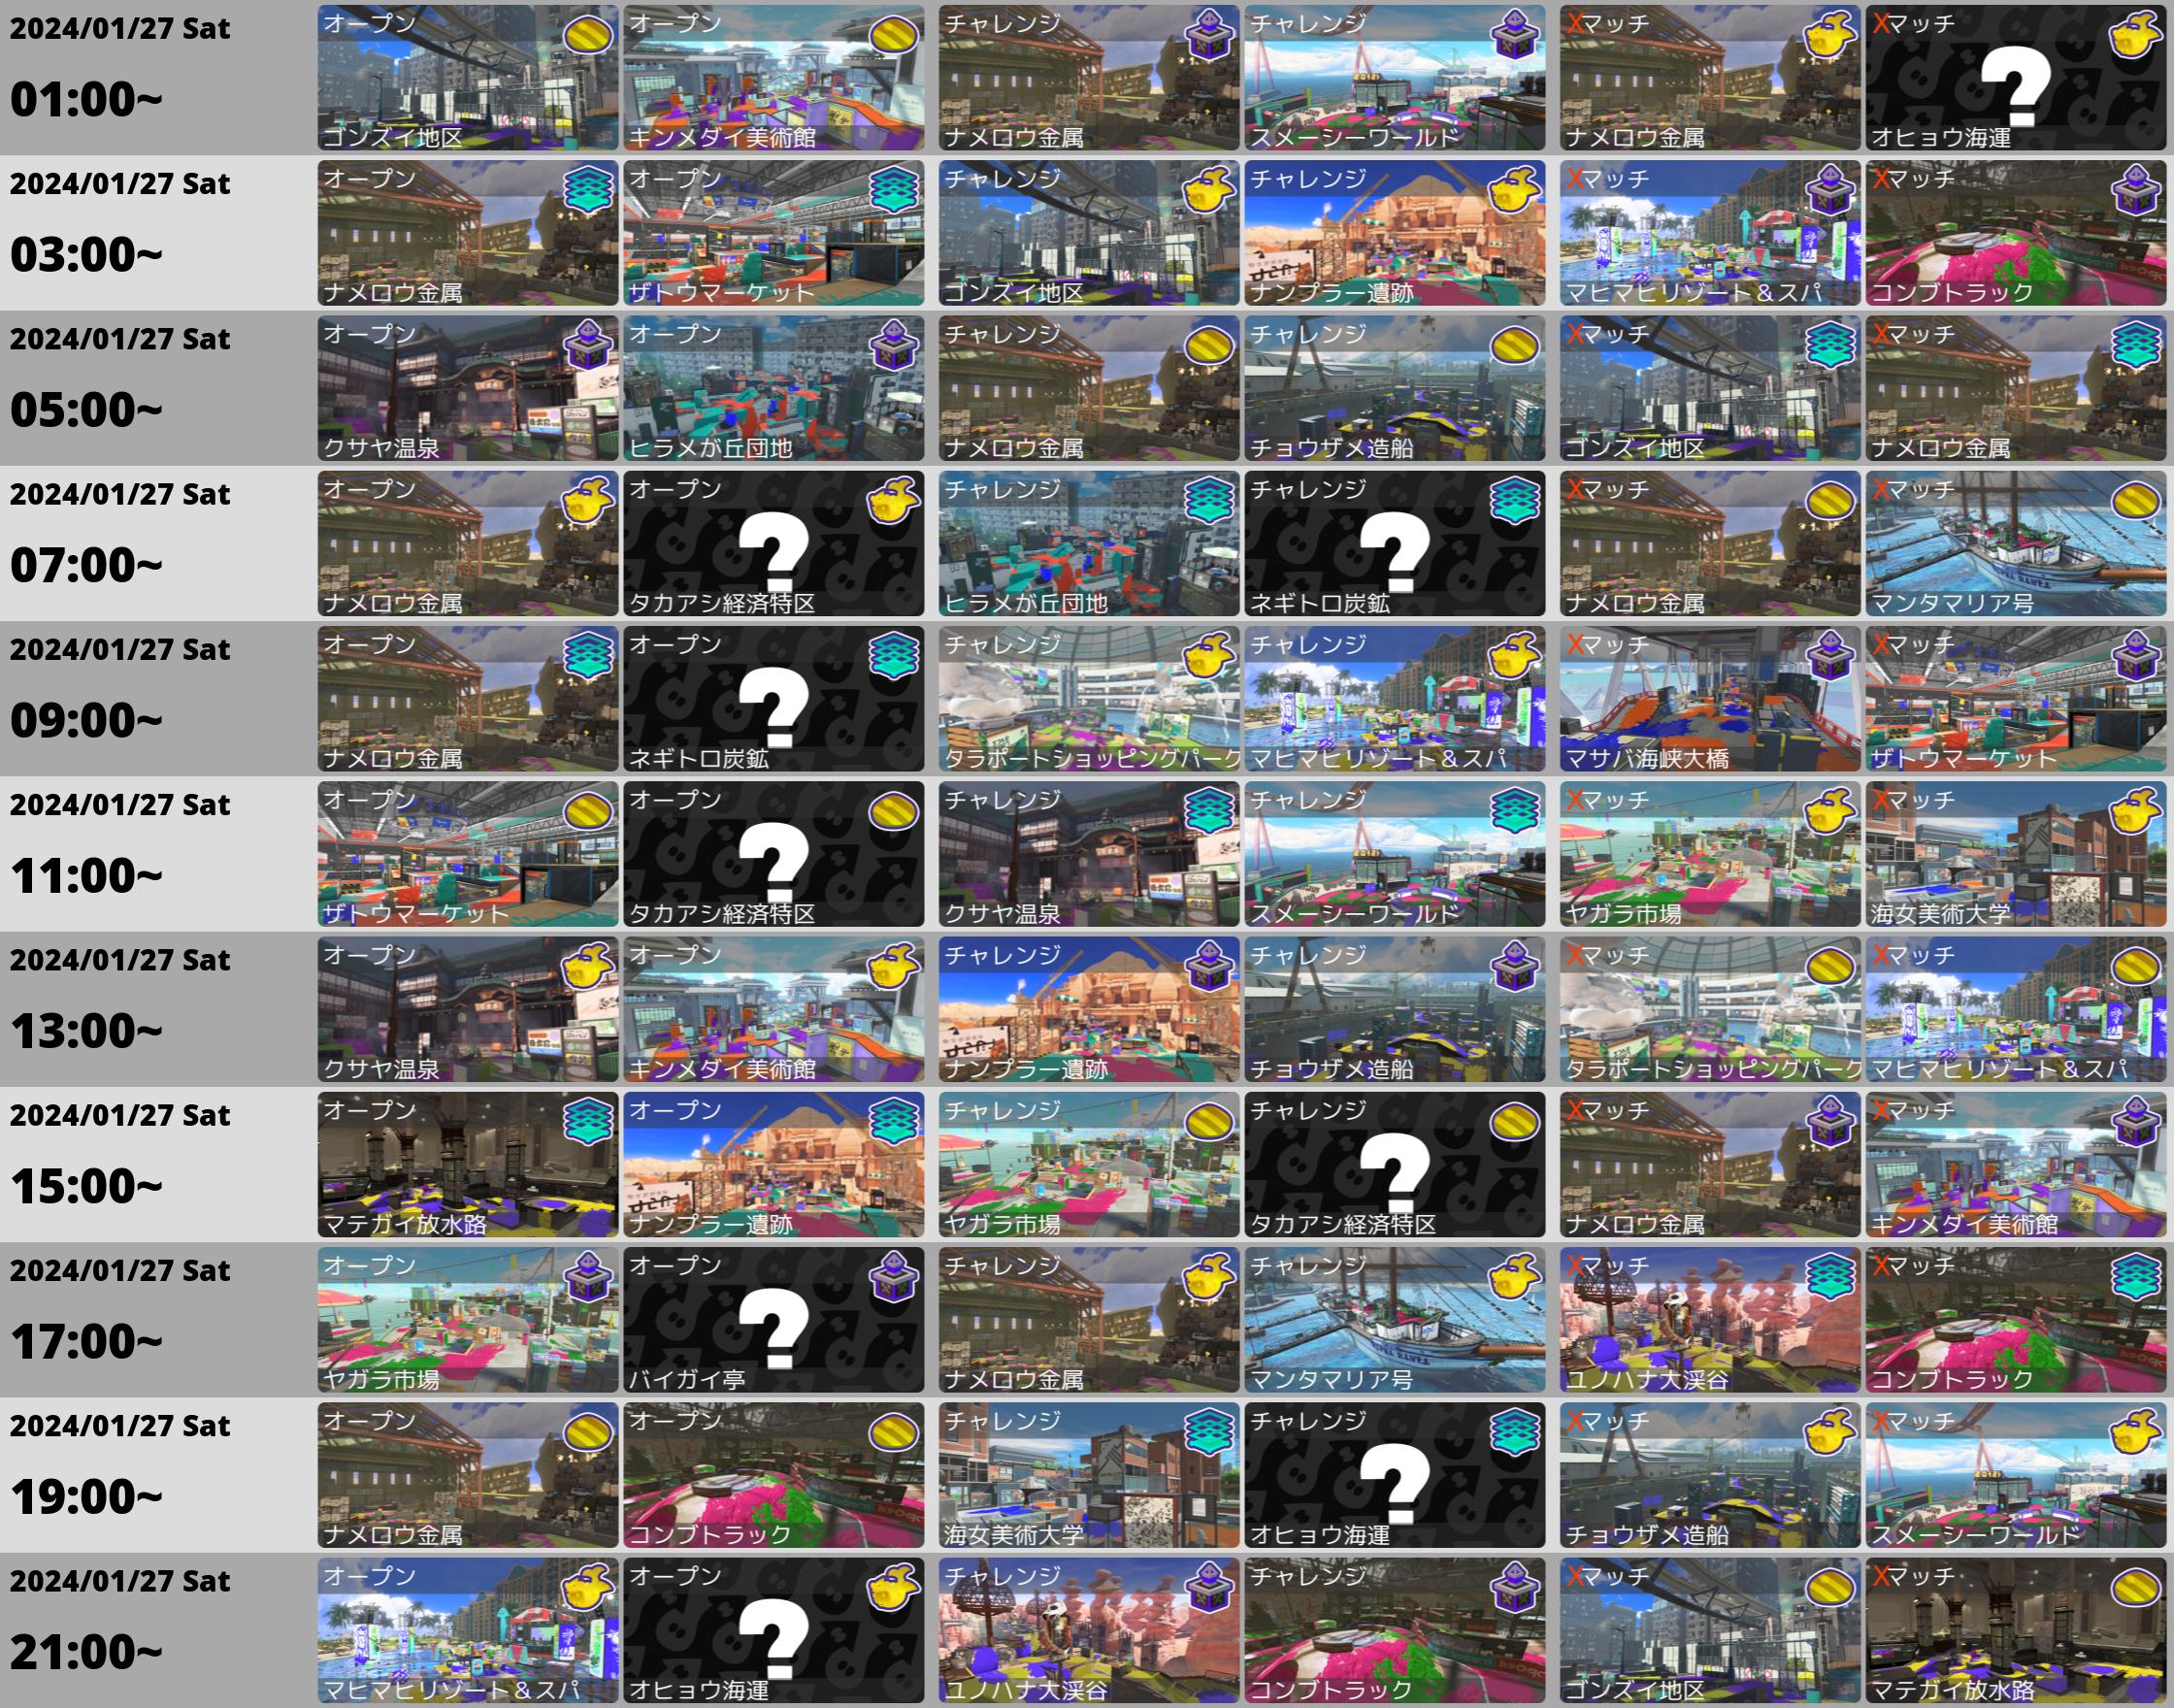 2024/01/27 Sat
01:00~
オープン
ゴンズイ地区
オープン
キンメダイ美術館
チャレンジ
ナメロウ金属
チャレンジ
スメーシーワールド
Xマッチ
ナメロウ金属
Xマッチ
?
オヒョウ海運
2024/01/27 Sat
03:00~
オープン
ナメロウ金属
オープン
ザトウマーケット
チャレンジ
ゴンズイ地区
チャレンジ
ナンプラー遺跡
Xマッチ
マヒマヒリゾート&スパ
Xマッチ
コンブトラック
2024/01/27 Sat
05:00~
オープン
クサヤ温泉
オープン
ヒラメが丘団地
チャレンジ
ナメロウ金属
チャレンジ
チョウザメ造船
Xマッチ
ゴンズイ地区
Xマッチ
ナメロウ金属
2024/01/27 Sat
07:00~
オープン
ナメロウ金属
オープン
?
タカアシ経済特区
チャレンジ
ヒラメが丘団地
チャレンジ
?
ネギトロ炭鉱
Xマッチ
ナメロウ金属
Xマッチ
マンタマリア号
2024/01/27 Sat
09:00~
オープン
ナメロウ金属
オープン
?
ネギトロ炭鉱
チャレンジ
タラポートショッピングパーク
チャレンジ
マヒマヒリゾート&スパ
Xマッチ
マサバ海峡大橋
Xマッチ
ザトウマーケット
2024/01/27 Sat
11:00~
オープン
ザトウマーケット
オープン
?
タカアシ経済特区
チャレンジ
クサヤ温泉
チャレンジ
スメーシーワールド
Xマッチ
ヤガラ市場
Xマッチ
海女美術大学
2024/01/27 Sat
13:00~
オープン
クサヤ温泉
オープン
キンメダイ美術館
チャレンジ
ナンプラー遺跡
チャレンジ
チョウザメ造船
Xマッチ
タラポートショッピングパーク
Xマッチ
マヒマヒリゾート&スパ
2024/01/27 Sat
15:00~
オープン
マテガイ放水路
オープン
ナンプラー遺跡
チャレンジ
ヤガラ市場
チャレンジ
?
タカアシ経済特区
Xマッチ
ナメロウ金属
Xマッチ
キンメダイ美術館
2024/01/27 Sat
17:00~
オープン
ヤガラ市場
オープン
?
バイガイ亭
チャレンジ
ナメロウ金属
チャレンジ
マンタマリア号
Xマッチ
ユノハナ大渓谷
Xマッチ
コンブトラック
2024/01/27 Sat
19:00~
オープン
ナメロウ金属
オープン
コンブトラック
チャレンジ
海女美術大学
チャレンジ
?
オヒョウ海運
Xマッチ
チョウザメ造船
Xマッチ
スメーシーワールド
2024/01/27 Sat
21:00~
オープン
マヒマヒリゾート&スパ
オープン
?
オヒョウ海運
チャレンジ
ユノハナ大渓谷
チャレンジ
コンブトラック
Xマッチ
ゴンズイ地区
Xマッチ
マテガイ放水路